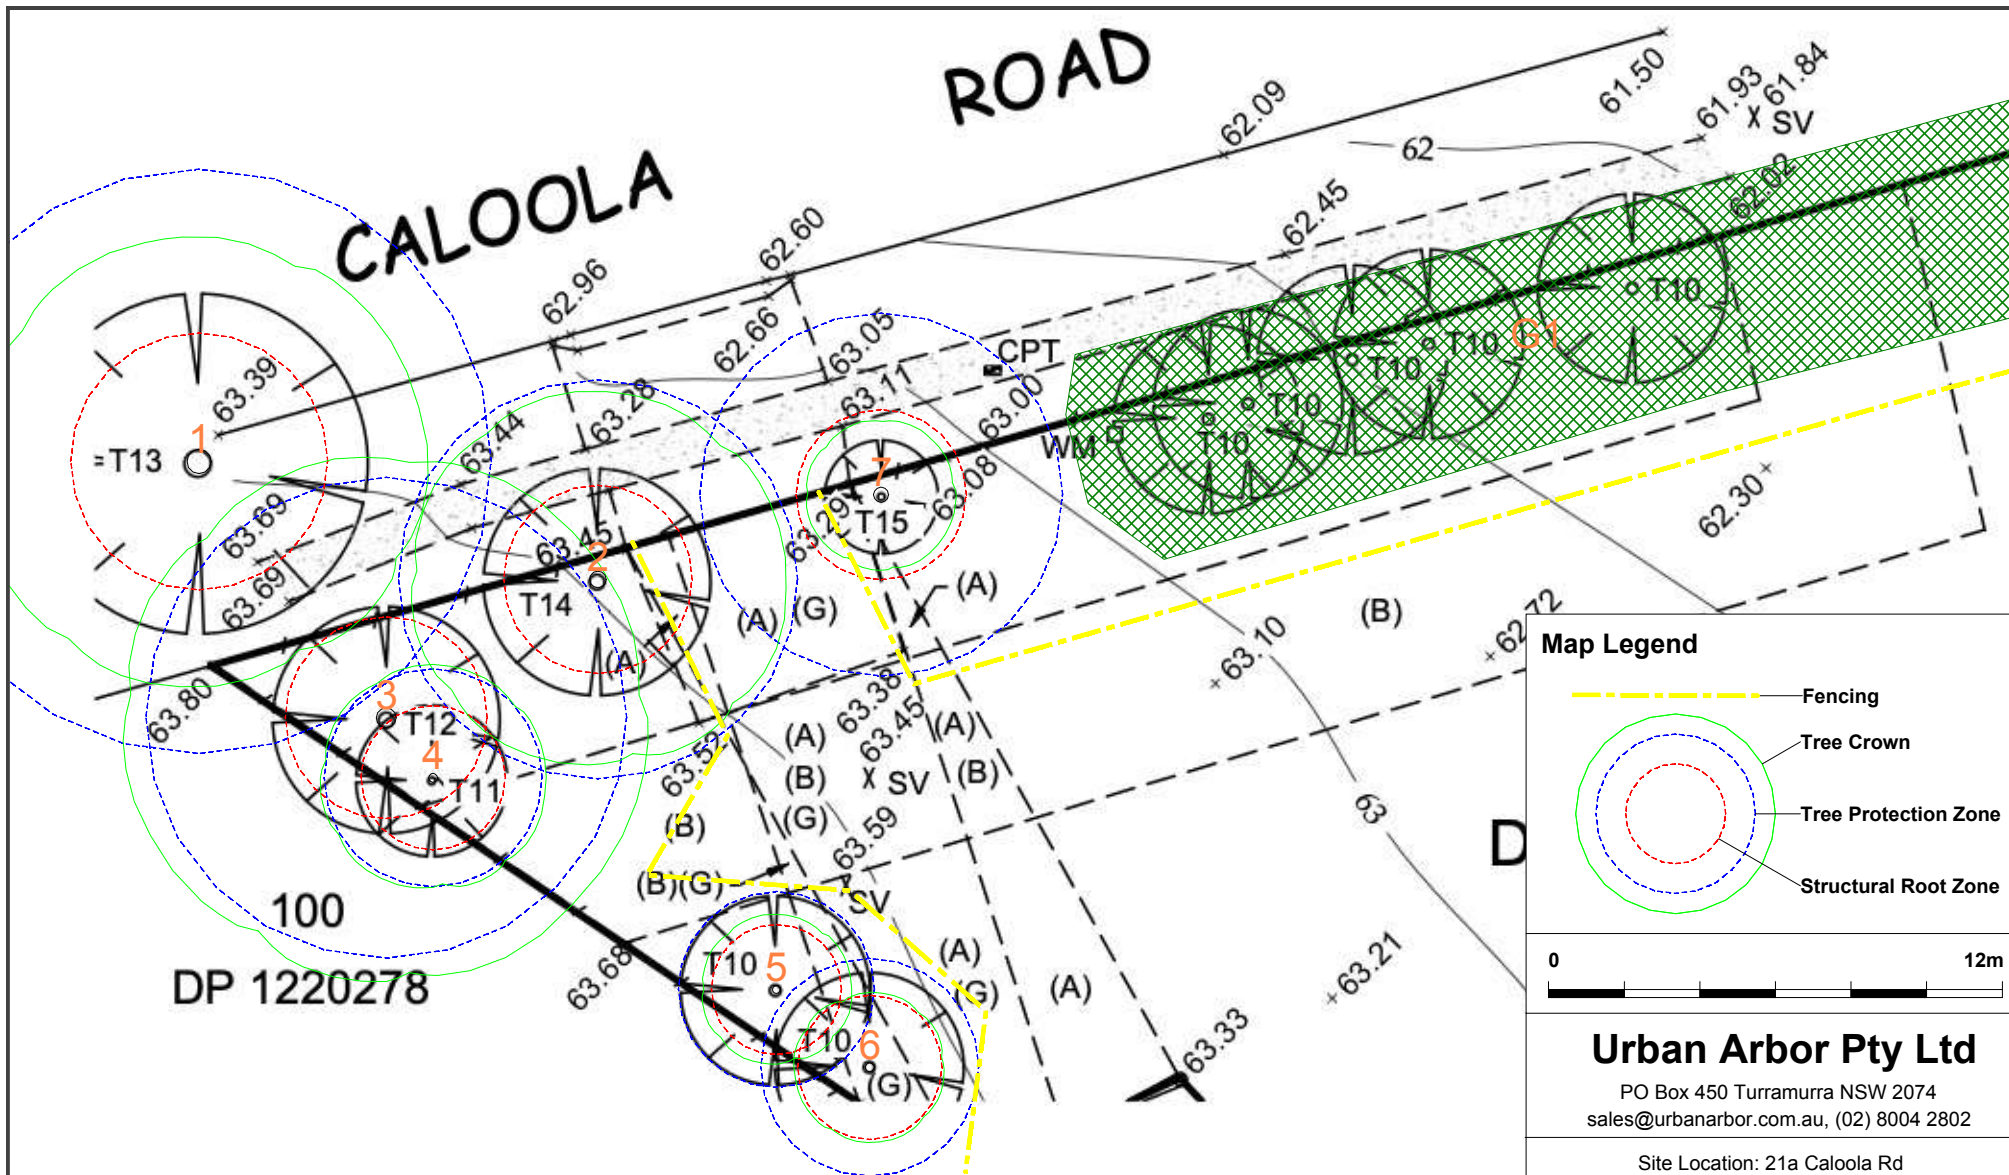 CALOOLA
ROAD
61.50
61.93
61.84
SV
62.09
62
62.02
62.45
62.60
62.96
62.66
63.05
CPT
T10
G1
T10
T10
T10
T10
63.39
1
T13
63.28
63.11
63.00
63.44
WM
7
63.08
63.69
63.45
63.29
T15
62.30
2
63.69
T14
(A)
(A)
(G)
(A)
(B)
62.72
63.10
63.80
3
T12
63.38
63.45
(A)
(A)
4
63.52
T11
(B)
SV
(B)
63
(B)
(G)
63.59
(B)(G)
SV
100
DP 1220278
63.68
T10
5
(A)
(G)
(A)
63.21
T10
6
(G)
63.33
D
Map Legend
Fencing
Tree Crown
Tree Protection Zone
Structural Root Zone
0
12m
Urban Arbor Pty Ltd
PO Box 450 Turramurra NSW 2074
sales@urbanarbor.com.au, (02) 8004 2802
Site Location: 21a Caloola Rd